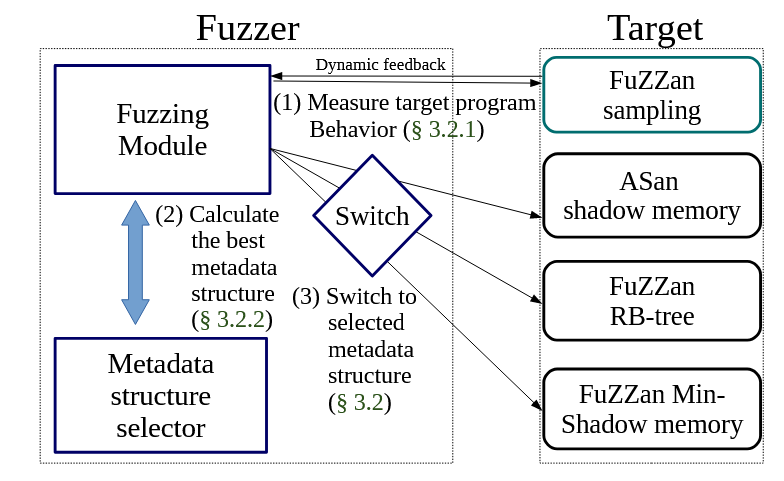 Fuzzer
Target
Dynamic feedback
Fuzzing
Module
(1) Measure target program
Behavior (§ 3.2.1)
FuZZan
sampling
ASan
shadow memory
Switch
(2) Calculate
the best
metadata
structure
(§ 3.2.2)
(3) Switch to
selected
metadata
structure
(§ 3.2)
FuZZan
RB-tree
Metadata
structure
selector
FuZZan Min-
Shadow memory